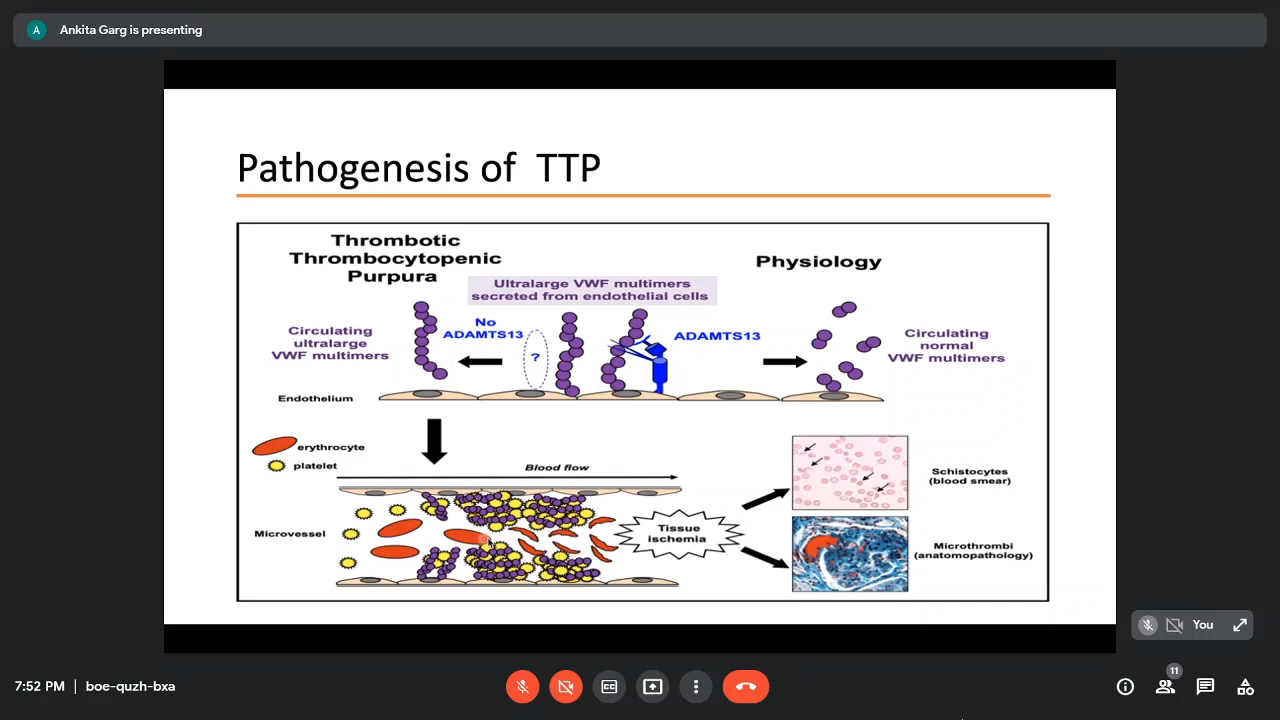 A
Ankita Garg is presenting
Pathogenesis of TTP
Thrombotic
Thrombocytopenic
Purpura
Ultralarge VWF multimers
secreted from endothelial cells
Physiology
Circulating
ultralarge
VWF multimers
No
ADAMTS13
?
ADAMTS13
Circulating
normal
VWF multimers
Endothelium
erythrocyte
platelet
Blood flow
Microvessel
Tissue
ischemia
Schistocytes
(blood smear)
Microthrombi
(anatomopathology)
You
7:52 PM | boe-quzh-bxa
CC
11